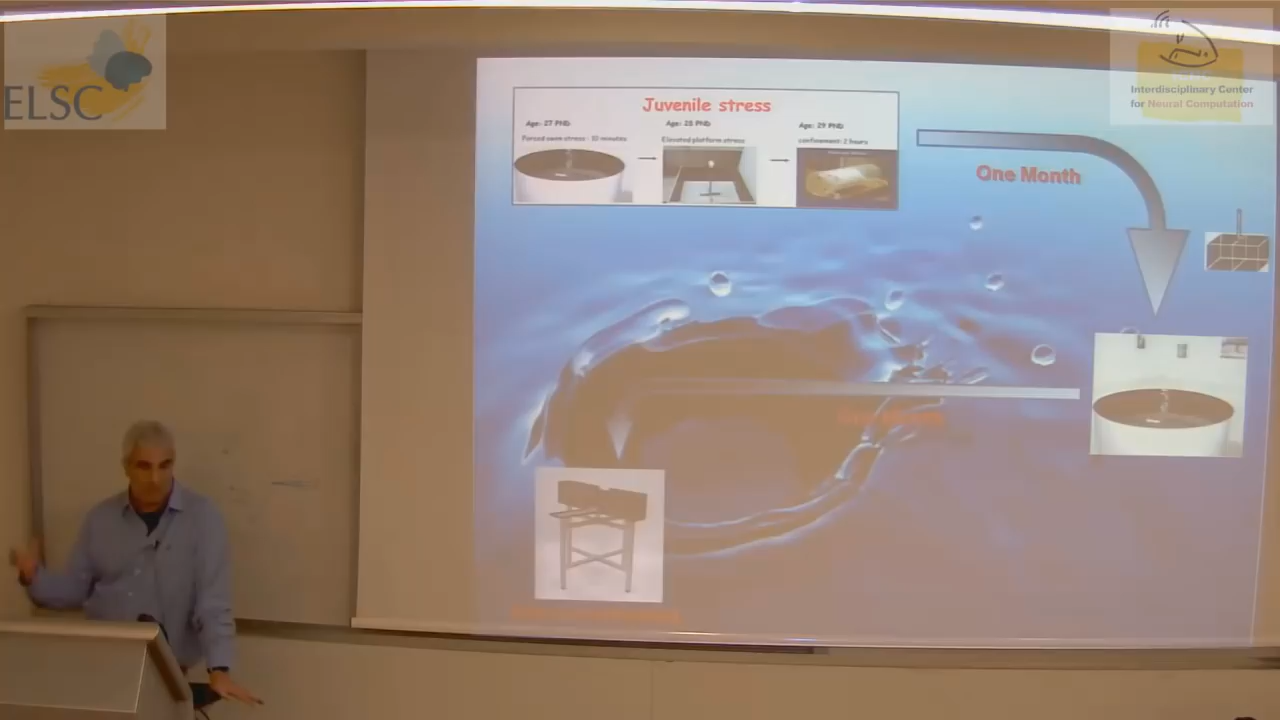 ELSC
Interdisciplinary Center
for Neural Computation
Juvenile stress
Age: 27 PND
Forced swim stress - 10 minutes
Age: 28 PND
Elevated platform stress
Age: 29 PND
confinement: 2 hours
One Month